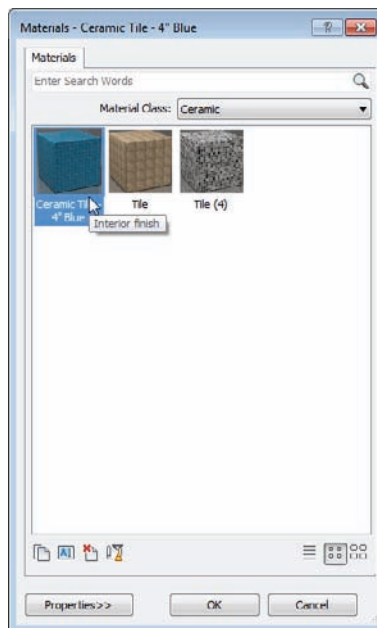 Materials - Ceramic Tile - 4" Blue
Materials
Enter Search Words
Material Class: Ceramic
Ceramic Tile - Tile Tile (4)
4" Blue
Interior finish
Properties>> OK Cancel